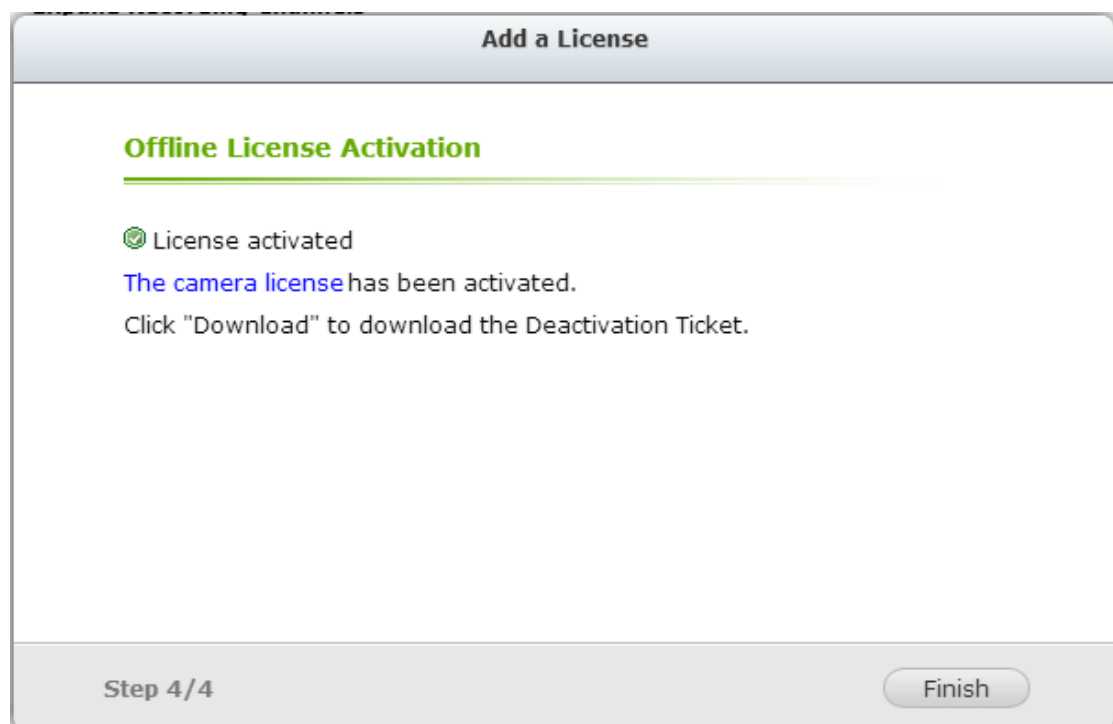 Add a License
Offline License Activation
License activated
The camera license has been activated.
Click "Download" to download the Deactivation Ticket.
Step 4/4
Finish